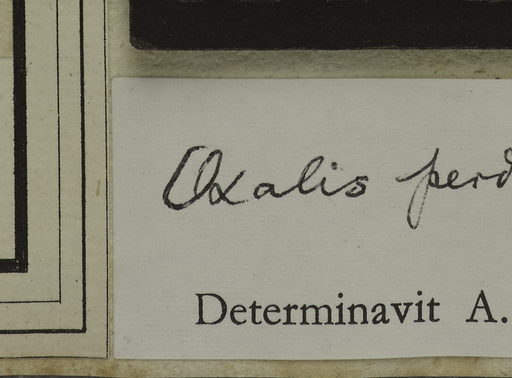 Oxalis perd
Determinavit A.